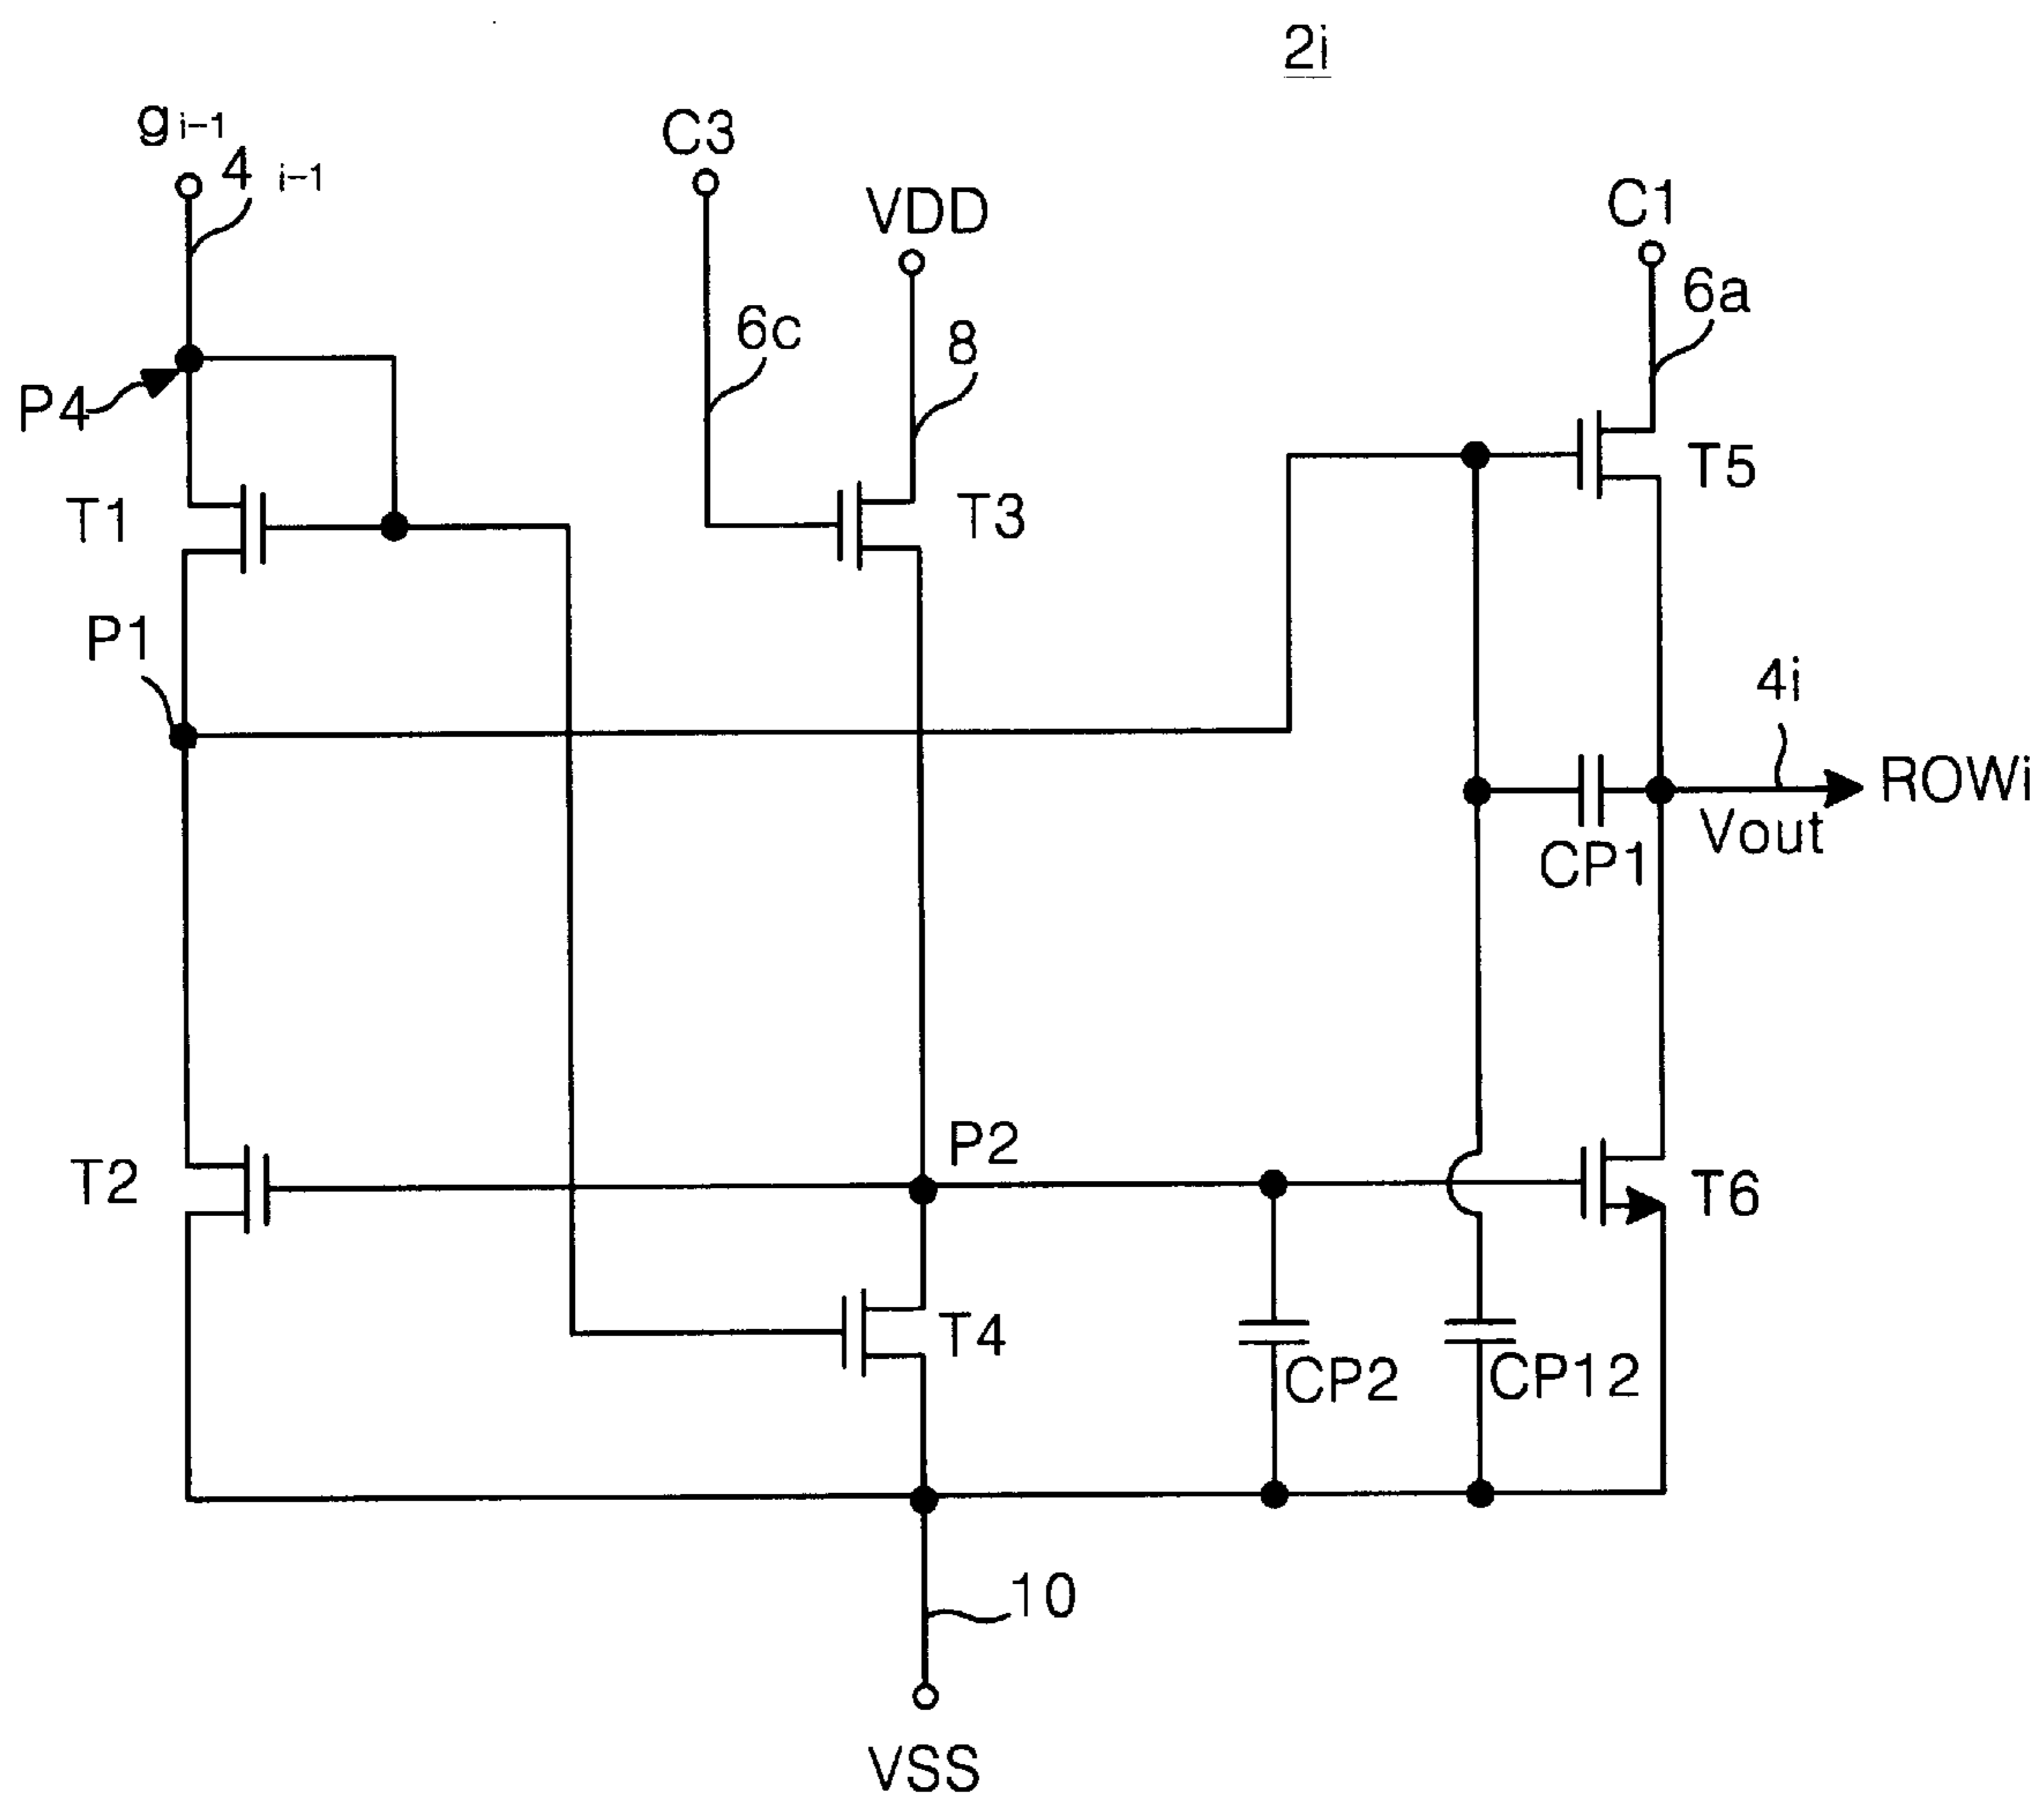 2i
gi-1
4 i-1
C3
VDD
C1
6a
6c
8
P4
T1
T3
T5
P1
4i
ROWi
Vout
CP1
P2
T2
T6
T4
CP2
CP12
10
VSS